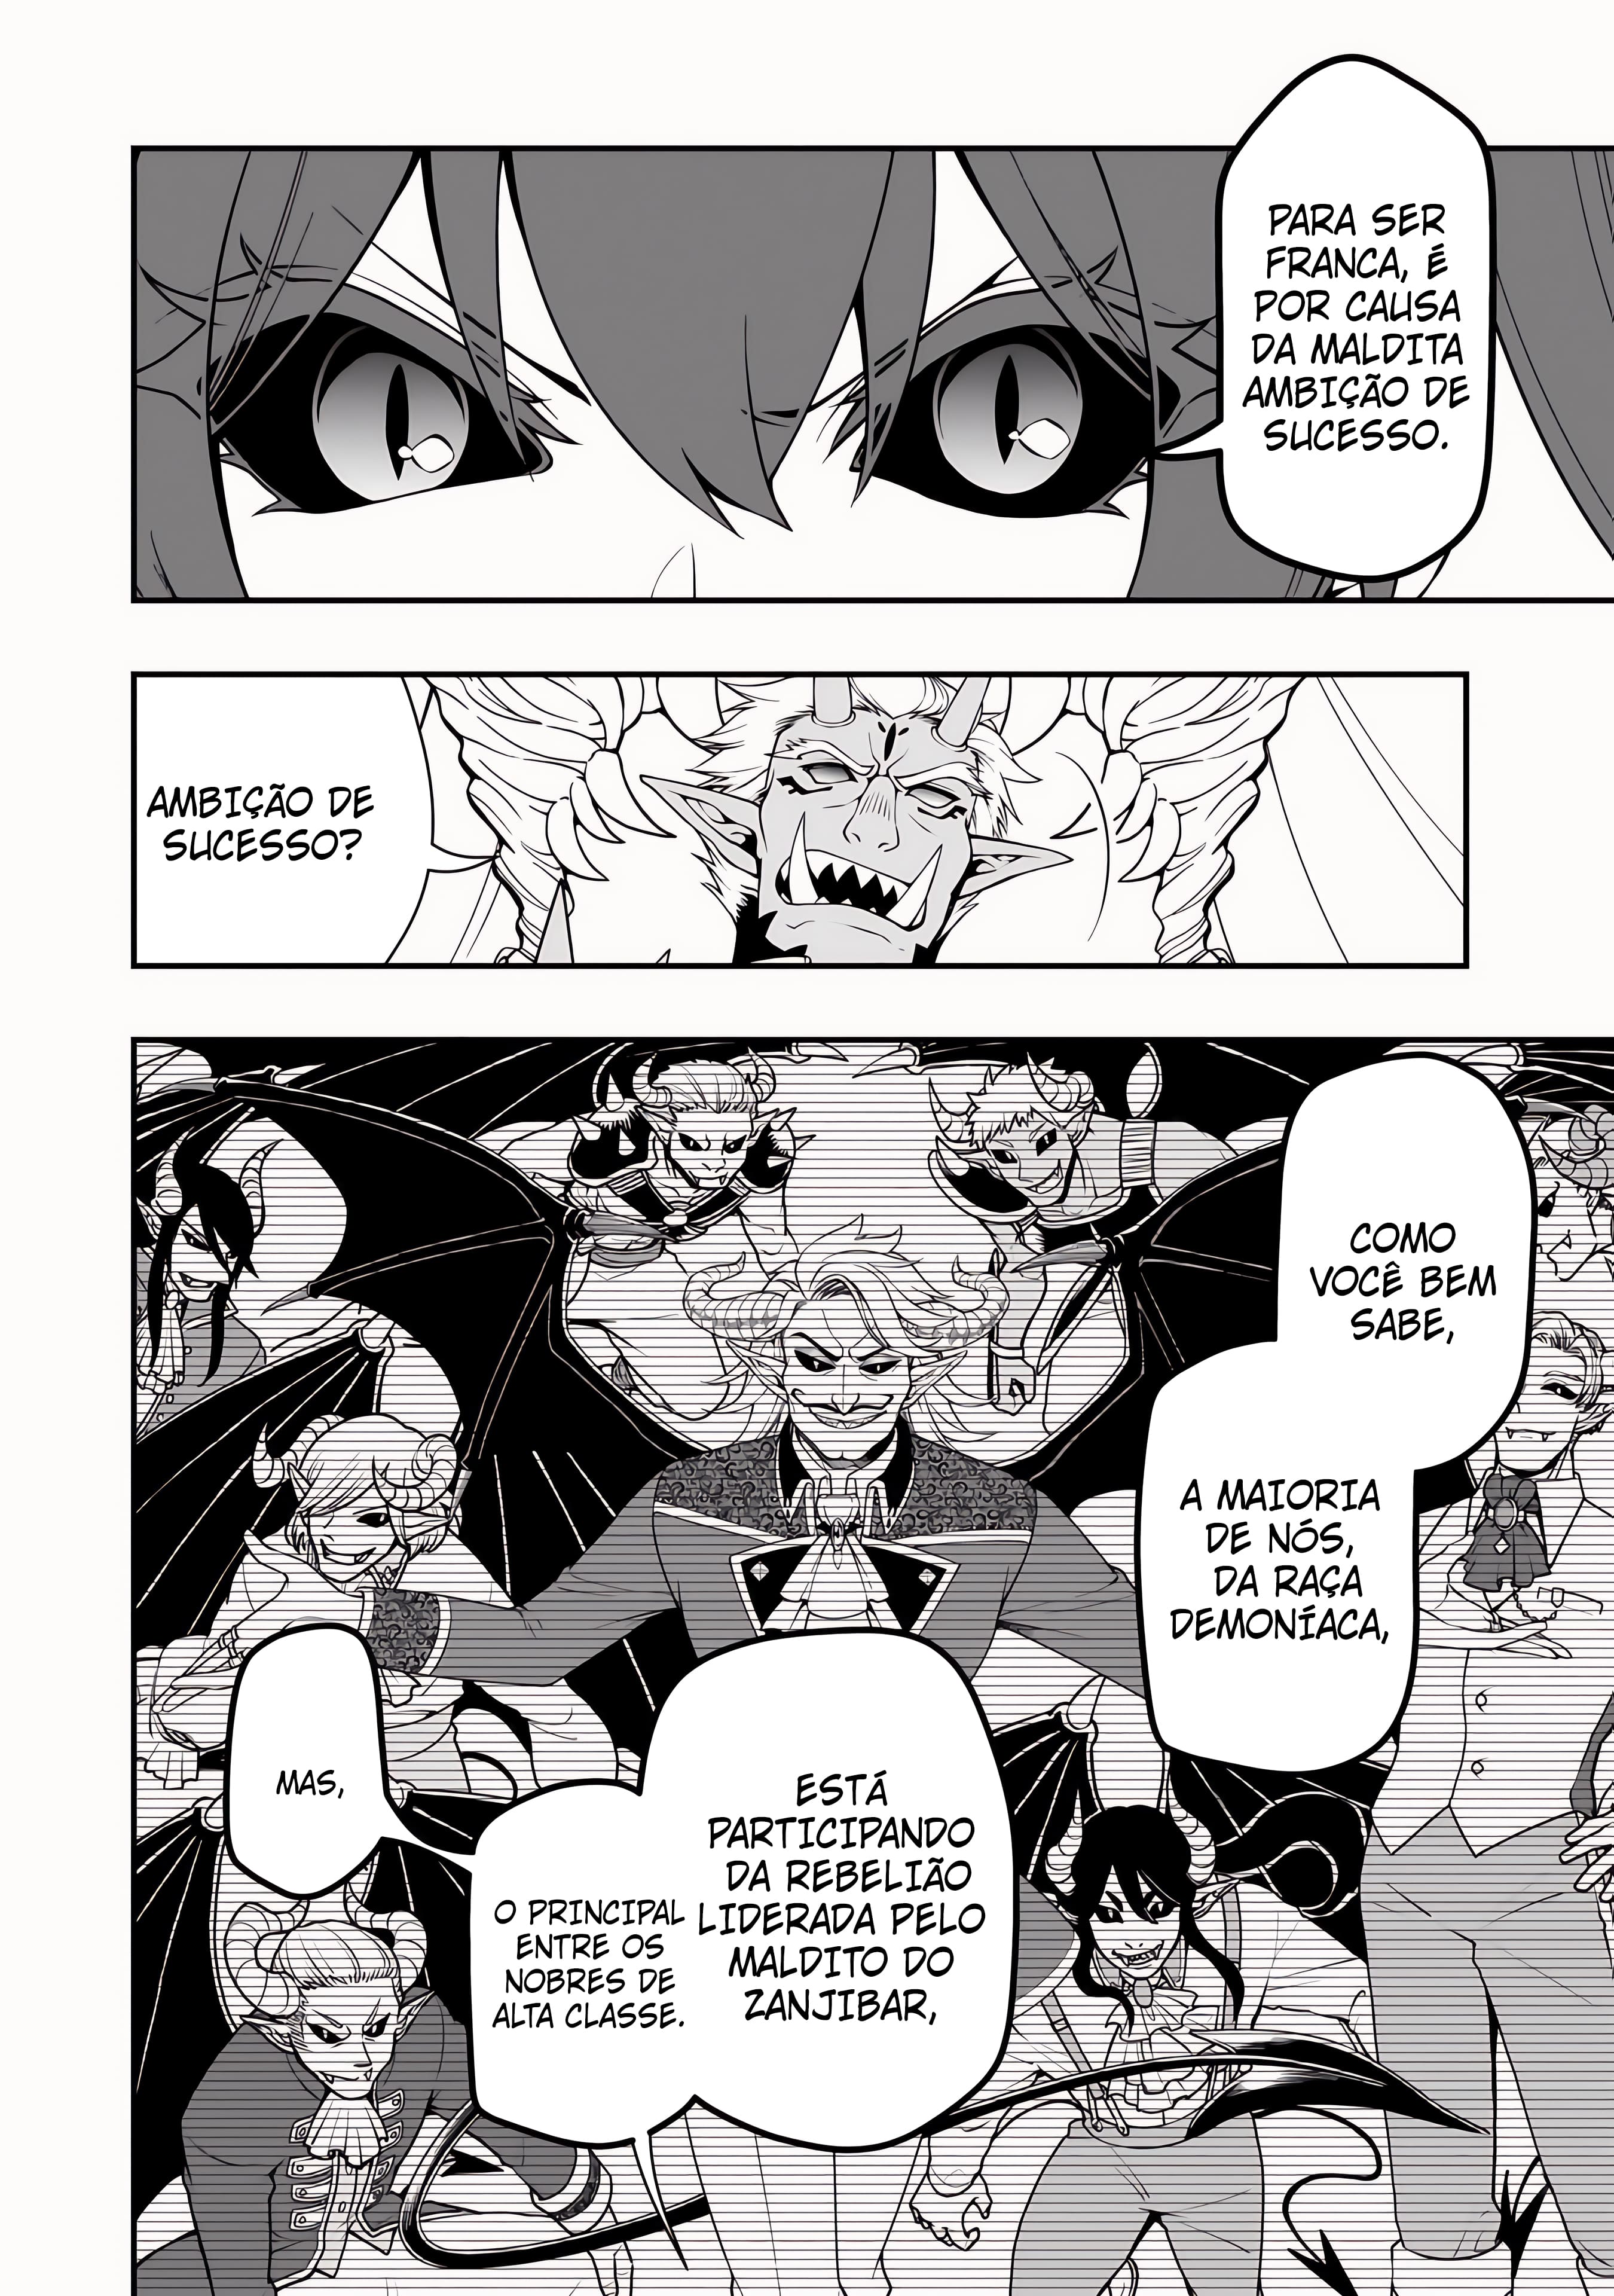 PARA SER
FRANCA, É
POR CAUSA
DA MALDITA
AMBIÇÃO DE
SUCESSO.
AMBIÇÃO DE
SUCESSO?
COMO
VOCÊ BEM
SABE,
A MAIORIA
DE NÓS,
DA RAÇA
DEMONÍACA,
ESTÁ
PARTICIPANDO
DA REBELIÃO
LIDERADA PELO
MALDITO DO
ZANJIBAR,
O PRINCIPAL
ENTRE OS
NOBRES DE
ALTA CLASSE.
MAS,